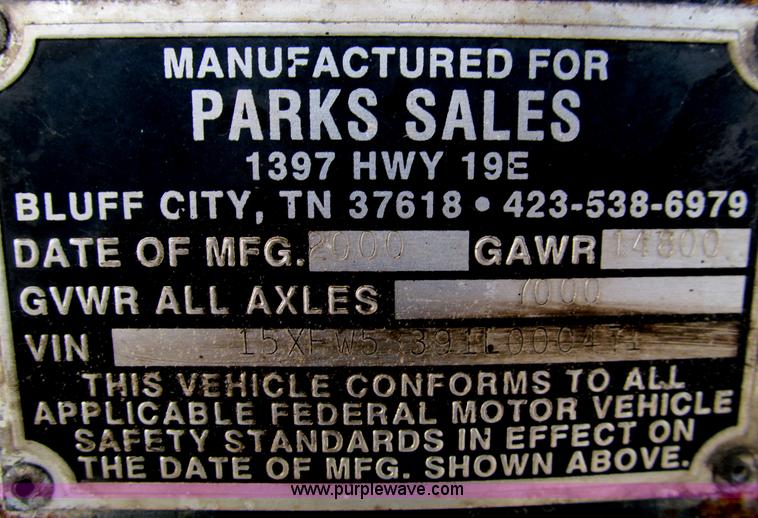 MANUFACTURED FOR
PARKS SALES
1397 HWY 19E
BLUFF CITY, TN 37618 • 423-538-6979
DATE OF MFG. 2000 GAWR 14800
GVWR ALL AXLES 7000
VIN
THIS VEHICLE CONFORMS TO ALL
APPLICABLE FEDERAL MOTOR VEHICLE
SAFETY STANDARDS IN EFFECT ON
THE DATE OF MFG. SHOWN ABOVE.
www.purplewave.com